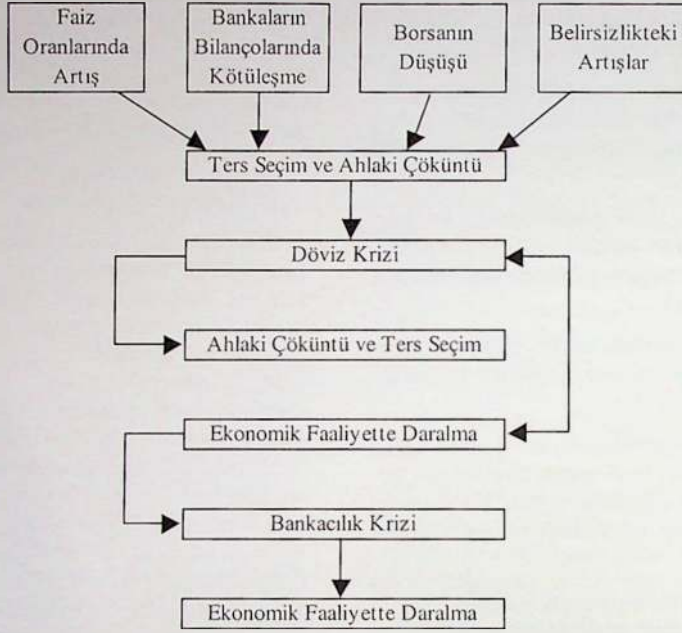 Faiz
Oranlarında
Artış
Bankaların
Bilançolarında
Kötüleşme
Borsanın
Düşüşü
Belirsizlikteki
Artışlar
Ters Seçim ve Ahlaki Çöküntü
Döviz Krizi
Ahlaki Çöküntü ve Ters Seçim
Ekonomik Faaliyette Daralma
Bankacılık Krizi
Ekonomik Faaliyette Daralma